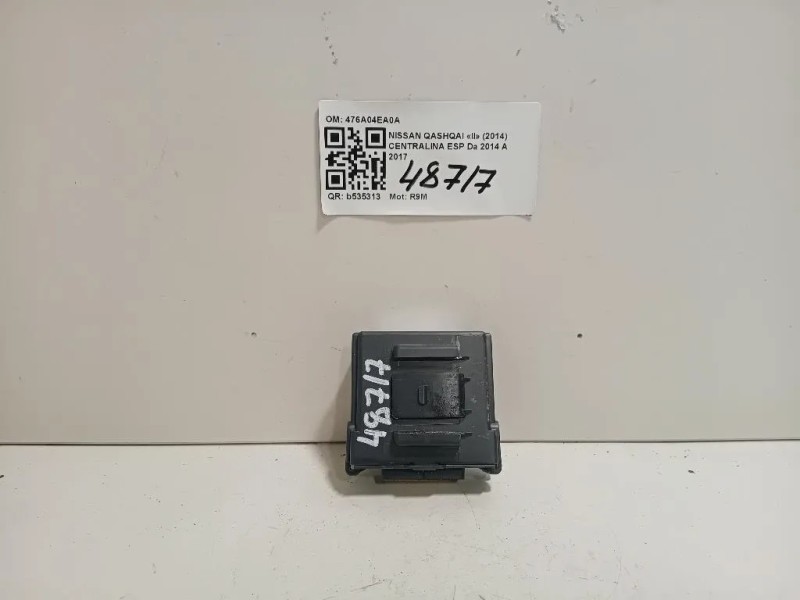 OM: 476A04EA0A
NISSAN QASHQAI «II» (2014)
CENTRALINA ESP Da 2014 A
2017
48717
QR: b535313 Mot: R9M
48717